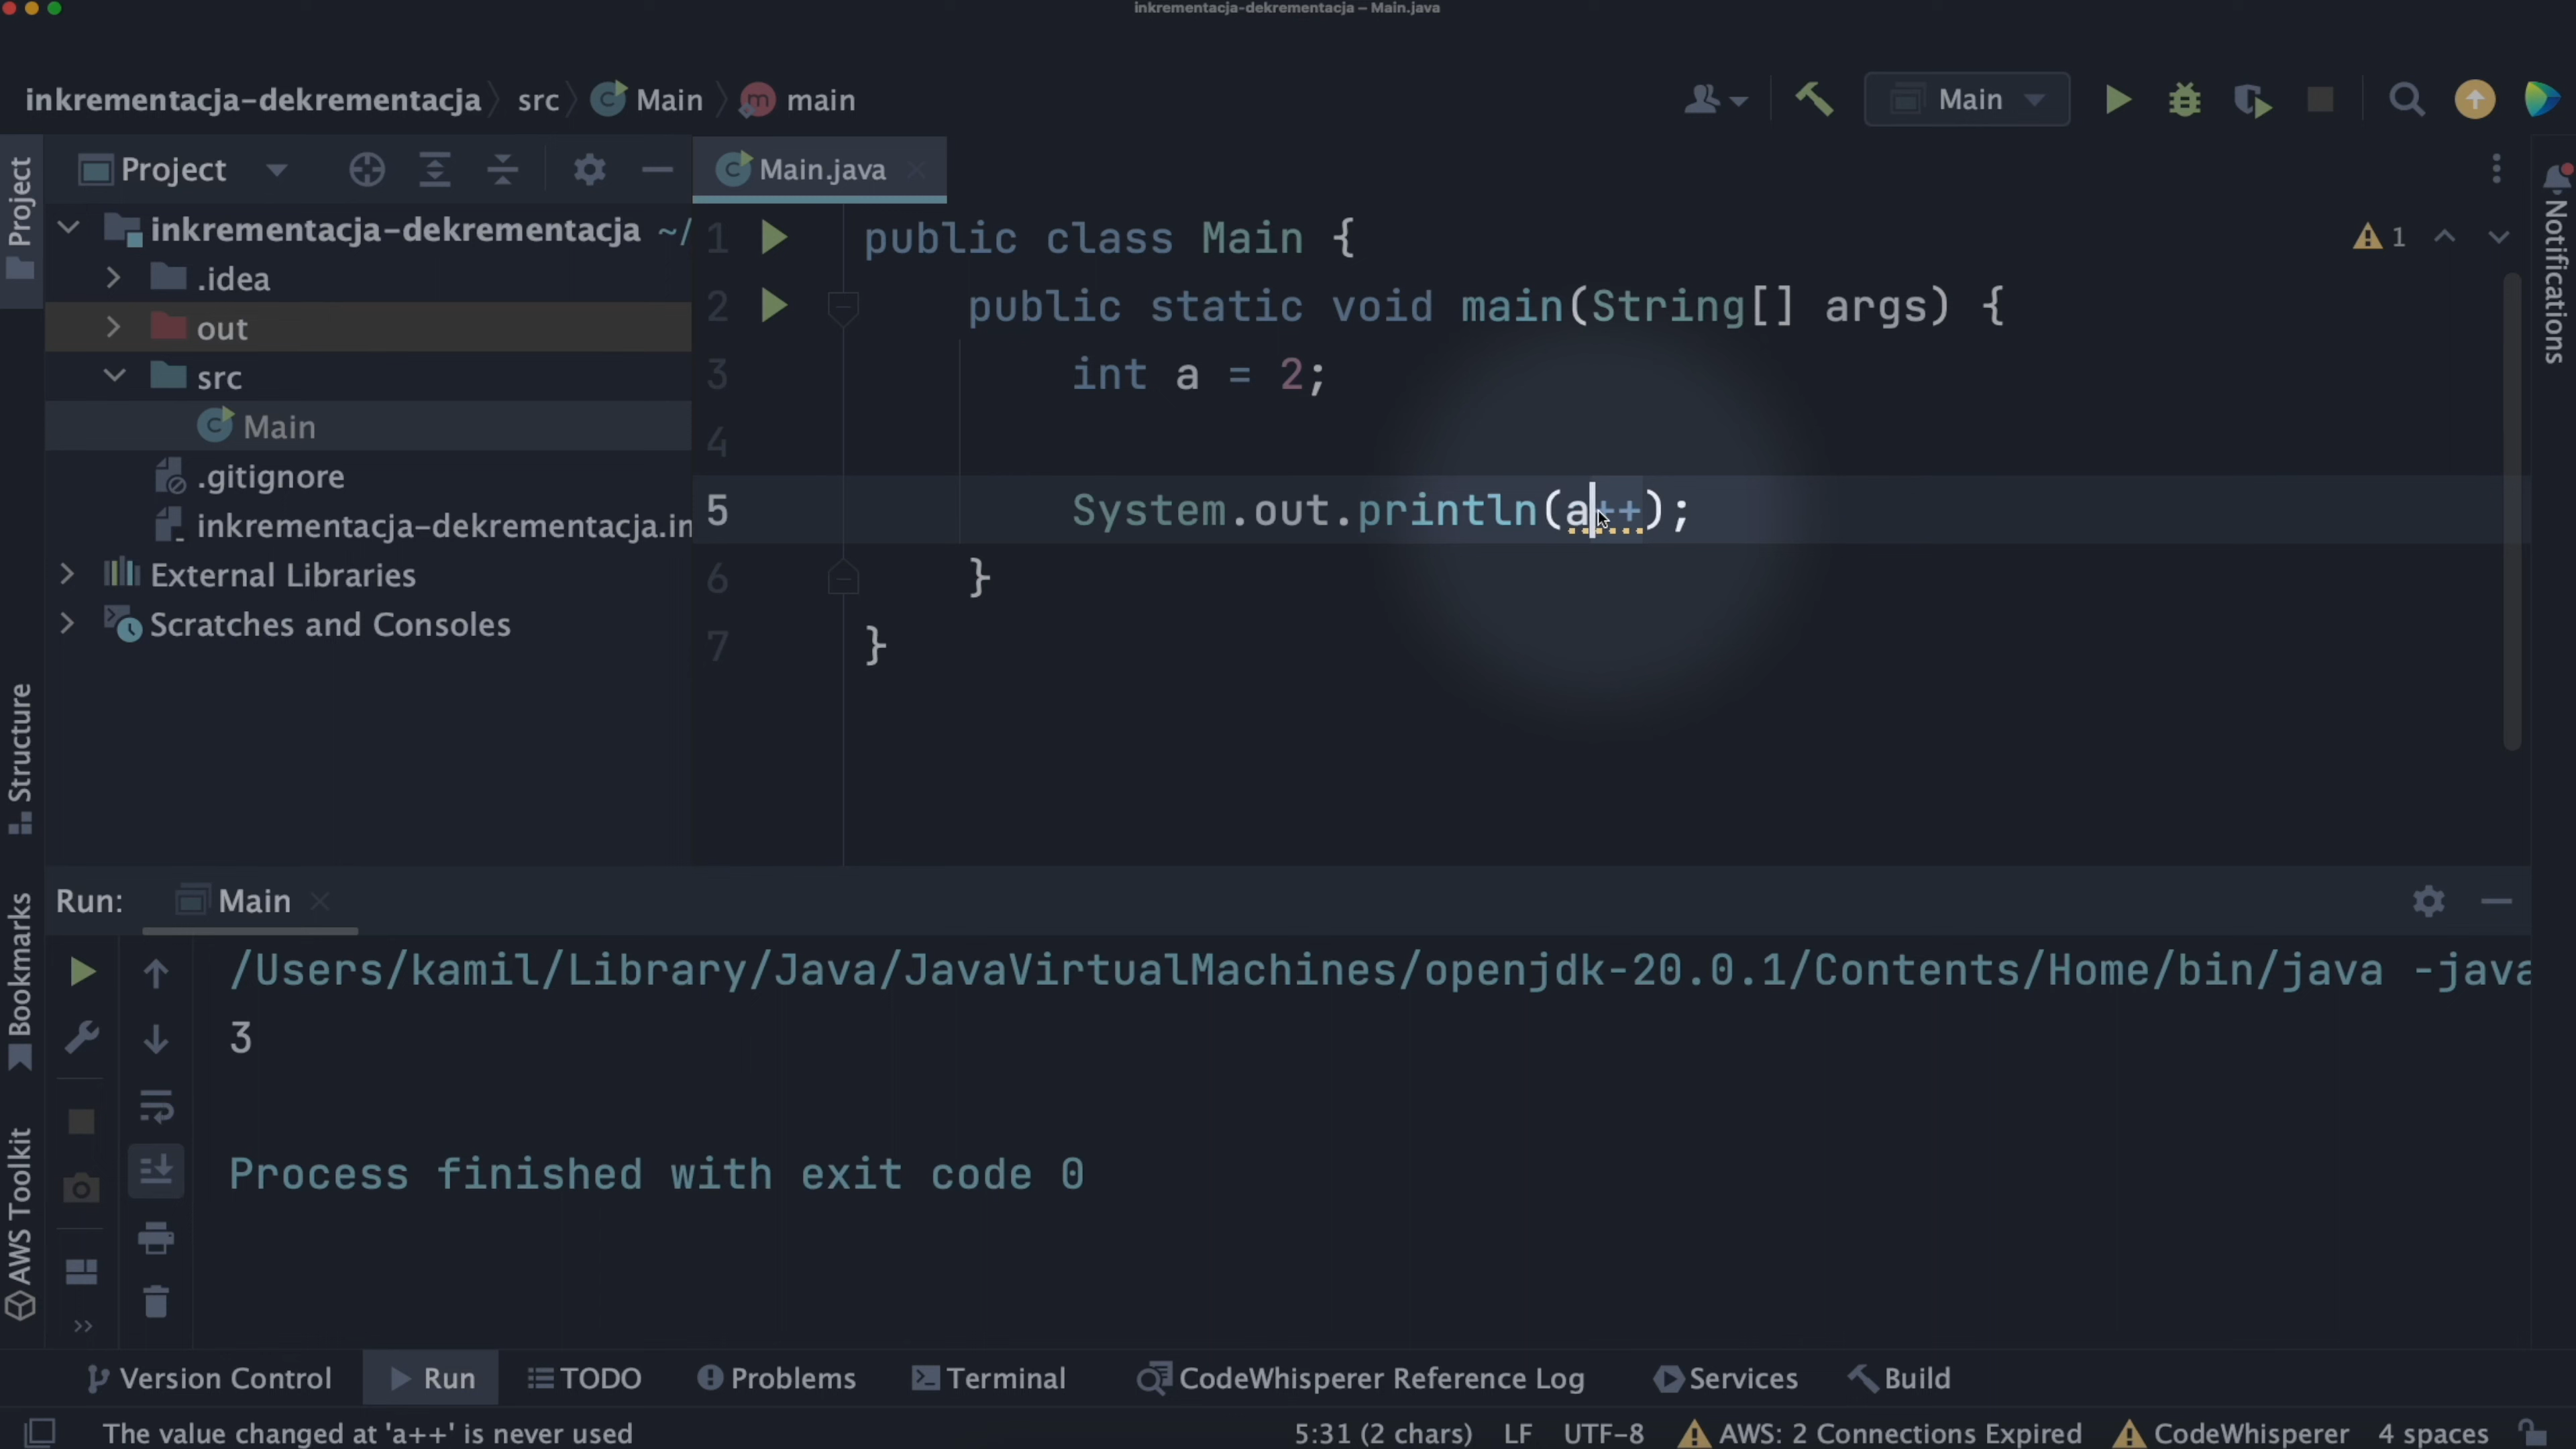 inkrementacja-dekrementacja – Main.java
inkrementacja-dekrementacja src Main main
Main
Project
Main.java
Project
inkrementacja-dekrementacja ~/
.idea
out
src
Main
.gitignore
inkrementacja-dekrementacja.im
External Libraries
Scratches and Consoles
1 public class Main {
2 public static void main(String[] args) {
3 int a = 2;
4
5 System.out.println(a++);
6 }
7 }
1
Notifications
Structure
Bookmarks
AWS Toolkit
Run: Main
/Users/kamil/Library/Java/JavaVirtualMachines/openjdk-20.0.1/Contents/Home/bin/java -java
3
Process finished with exit code 0
Version Control Run TODO Problems Terminal CodeWhisperer Reference Log Services Build
The value changed at 'a++' is never used 5:31 (2 chars) LF UTF-8 AWS: 2 Connections Expired CodeWhisperer 4 spaces